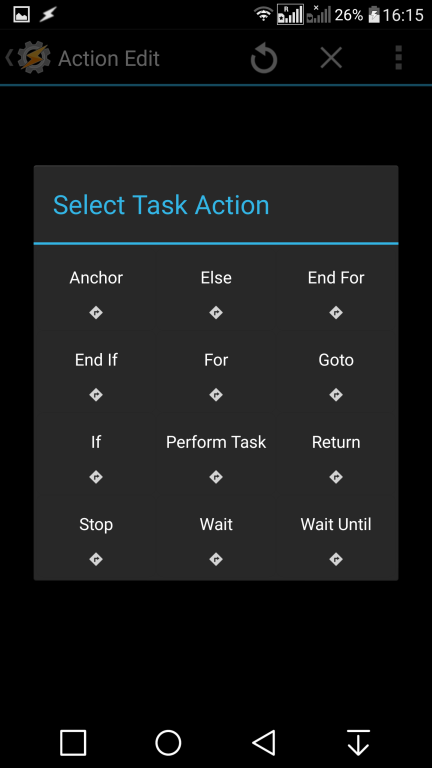 26% 16:15
Action Edit
Select Task Action
Anchor Else End For
End If For Goto
If Perform Task Return
Stop Wait Wait Until